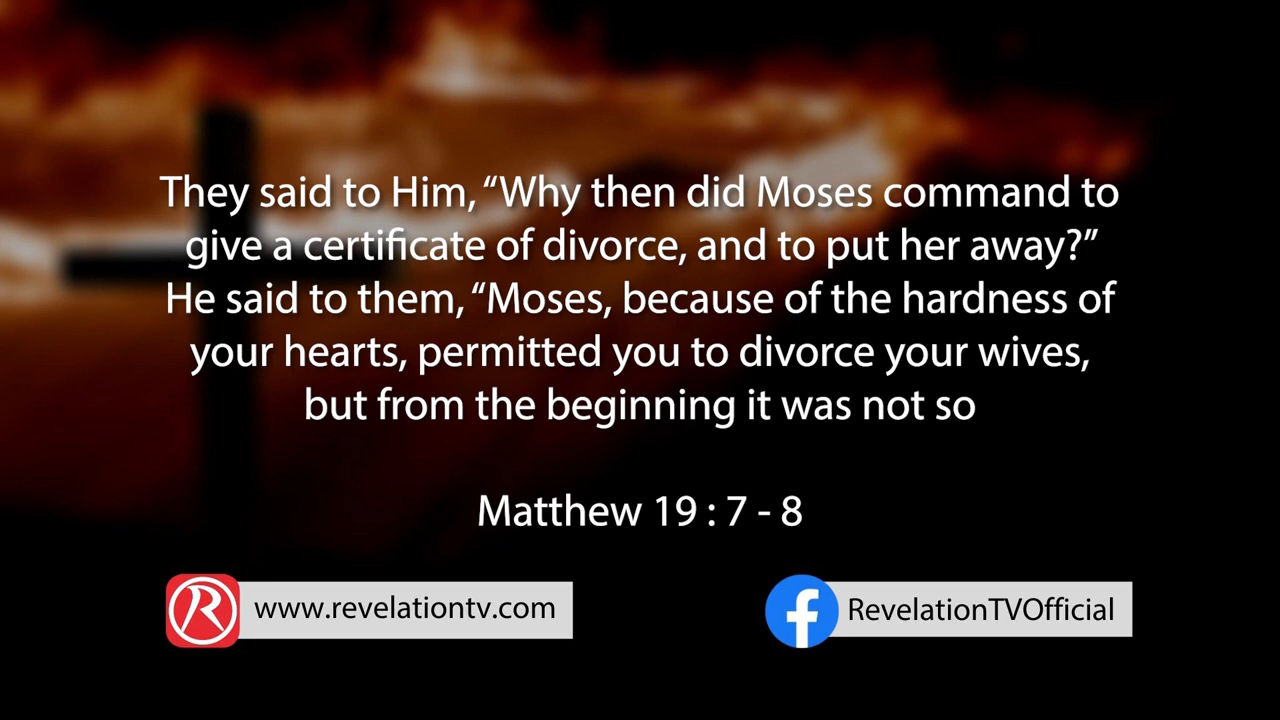 They said to Him, “Why then did Moses command to
give a certificate of divorce, and to put her away?”
He said to them, “Moses, because of the hardness of
your hearts, permitted you to divorce your wives,
but from the beginning it was not so
Matthew 19 : 7 - 8
R www.revelationtv.com
f RevelationTVOfficial